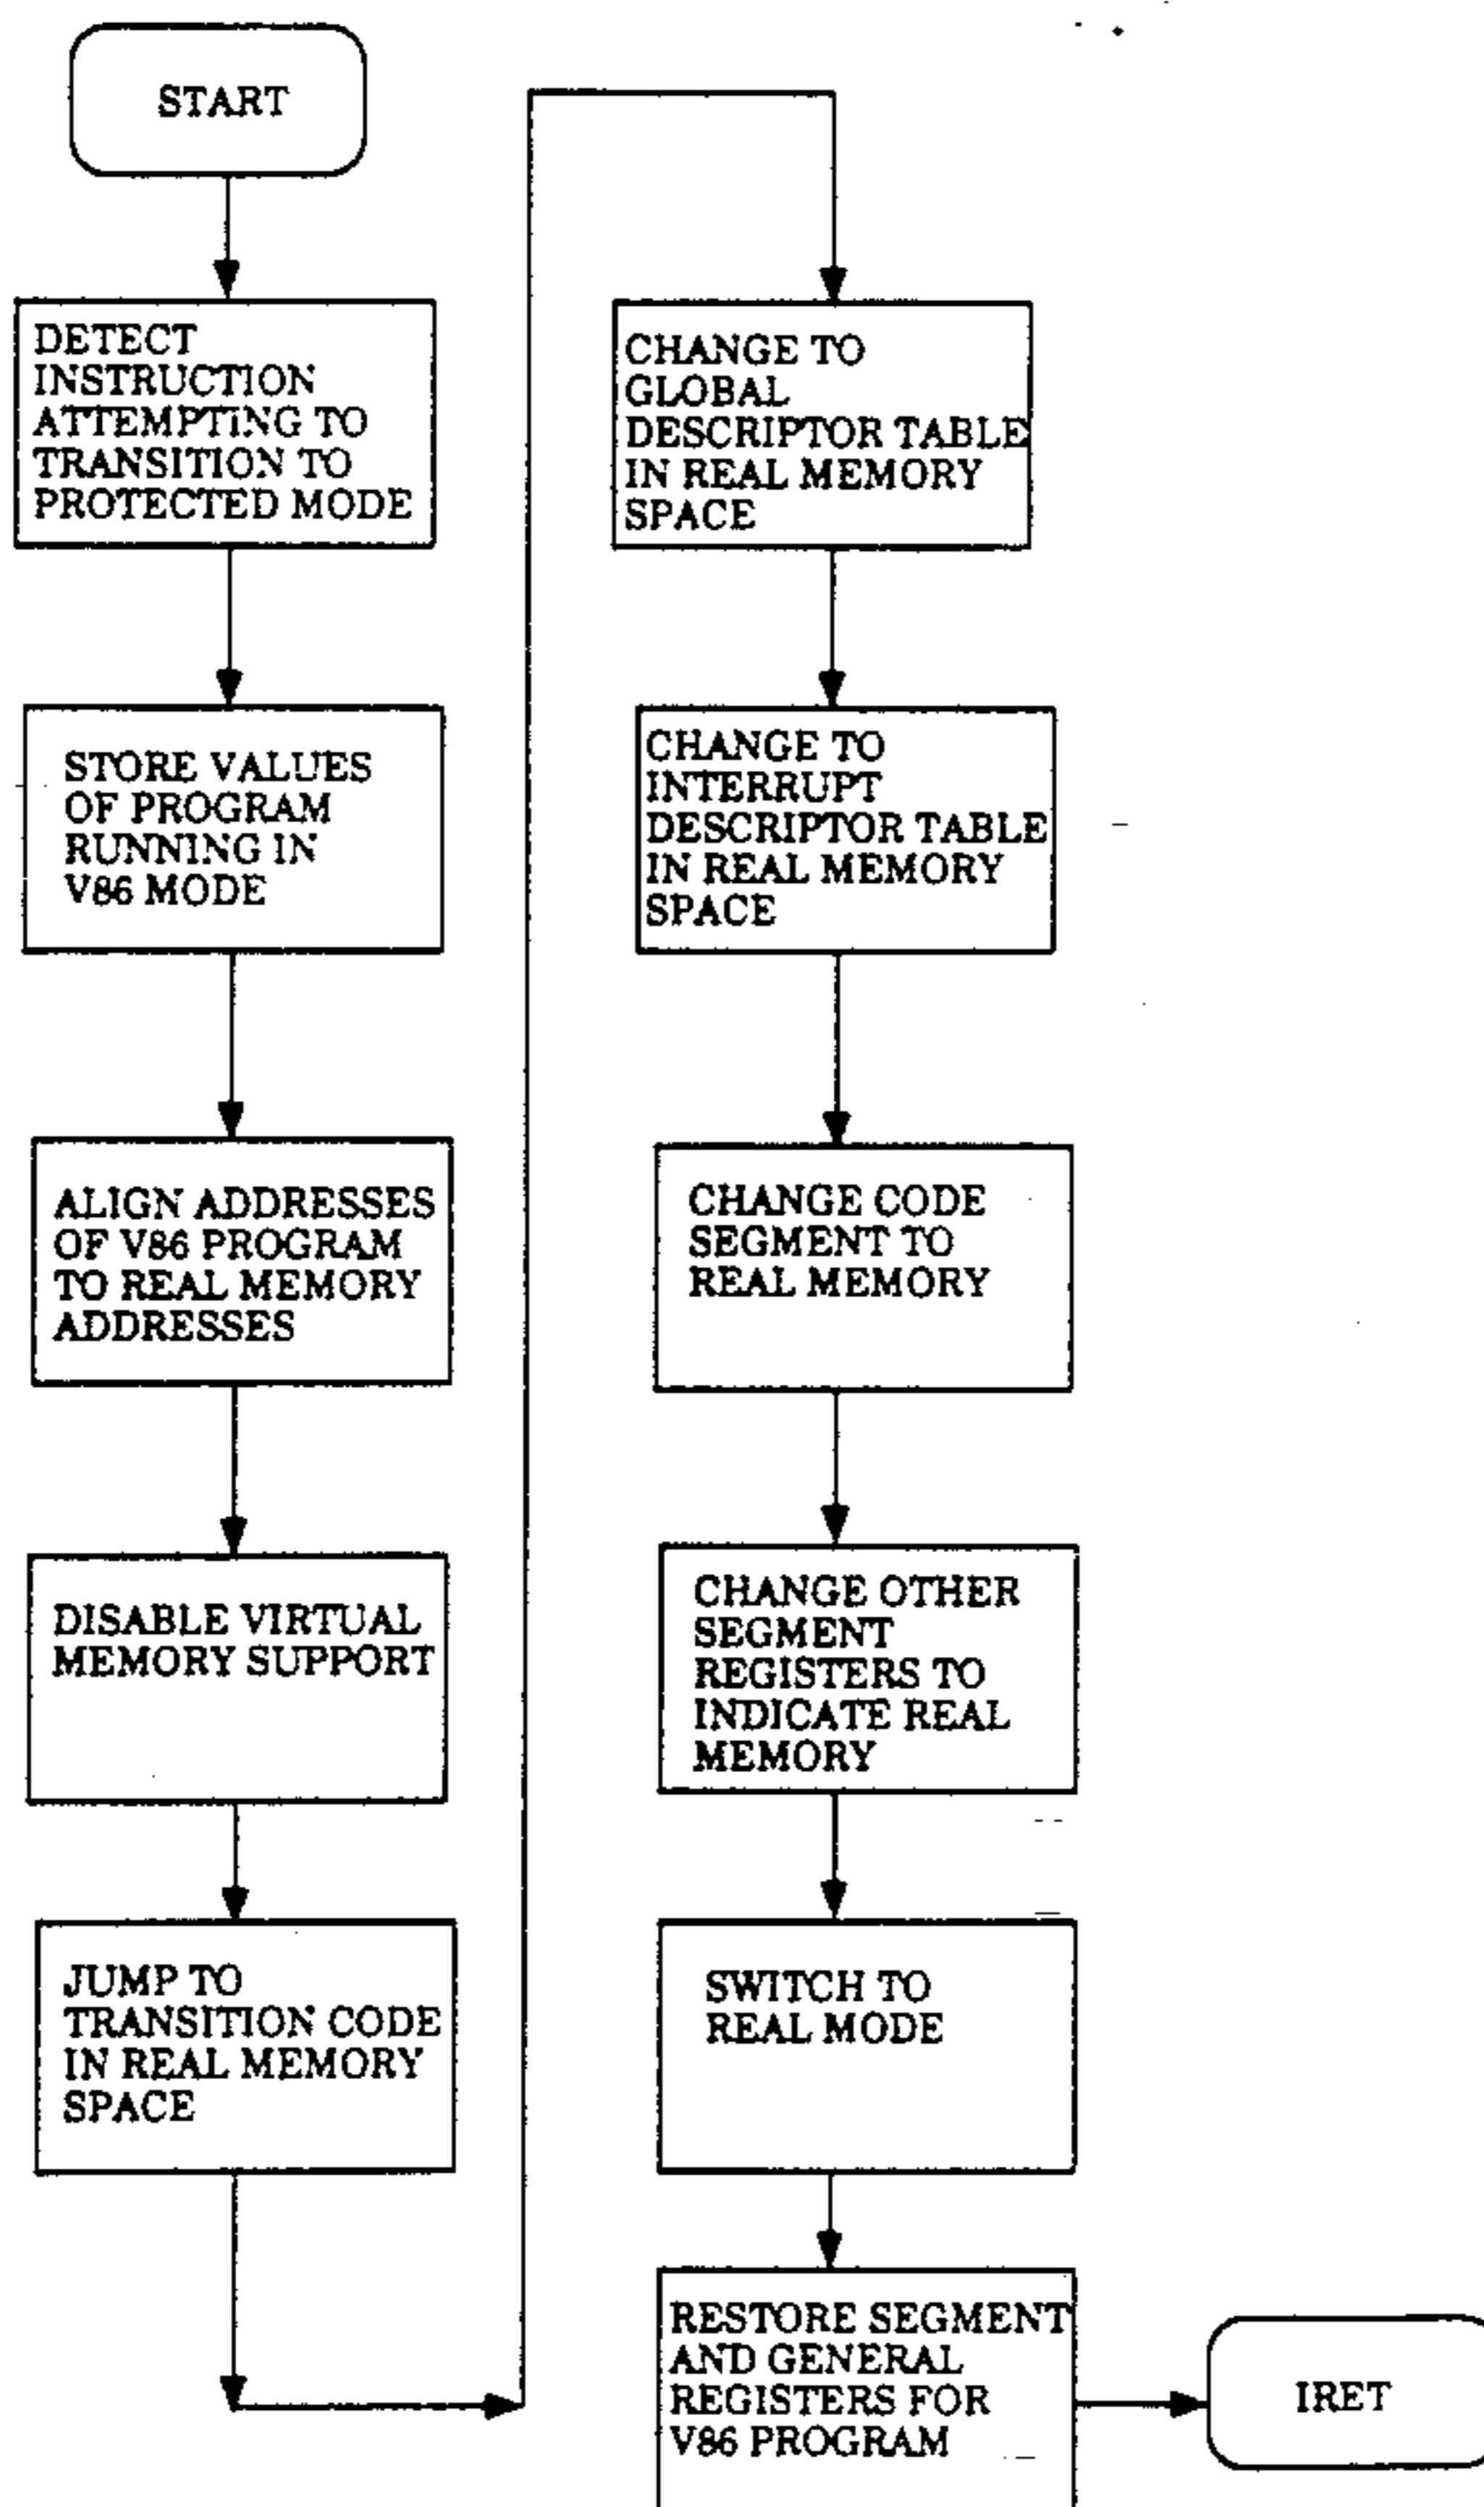 START
DETECT
INSTRUCTION
ATTEMPTING TO
TRANSITION TO
PROTECTED MODE
STORE VALUES
OF PROGRAM
RUNNING IN
V86 MODE
ALIGN ADDRESSES
OF V86 PROGRAM
TO REAL MEMORY
ADDRESSES
DISABLE VIRTUAL
MEMORY SUPPORT
JUMP TO
TRANSITION CODE
IN REAL MEMORY
SPACE
CHANGE TO
GLOBAL
DESCRIPTOR TABLE
IN REAL MEMORY
SPACE
CHANGE TO
INTERRUPT
DESCRIPTOR TABLE
IN REAL MEMORY
SPACE
CHANGE CODE
SEGMENT TO
REAL MEMORY
CHANGE OTHER
SEGMENT
REGISTERS TO
INDICATE REAL
MEMORY
SWITCH TO
REAL MODE
RESTORE SEGMENT
AND GENERAL
REGISTERS FOR
V86 PROGRAM
IRET